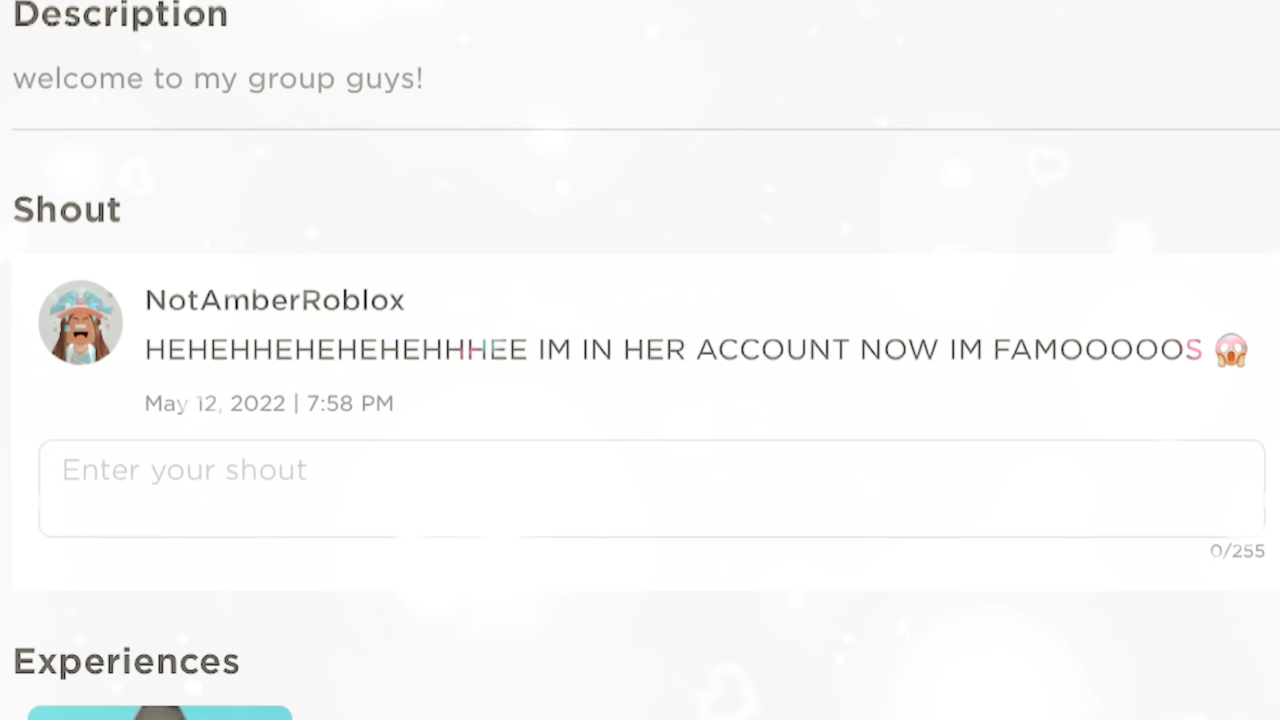 Description
welcome to my group guys!
Shout
NotAmberRoblox
HEHEHHEHEHEHEHHHHEE IM IN HER ACCOUNT NOW IM FAMOOOOOS 😱
May 12, 2022 | 7:58 PM
Enter your shout
0/255
Experiences